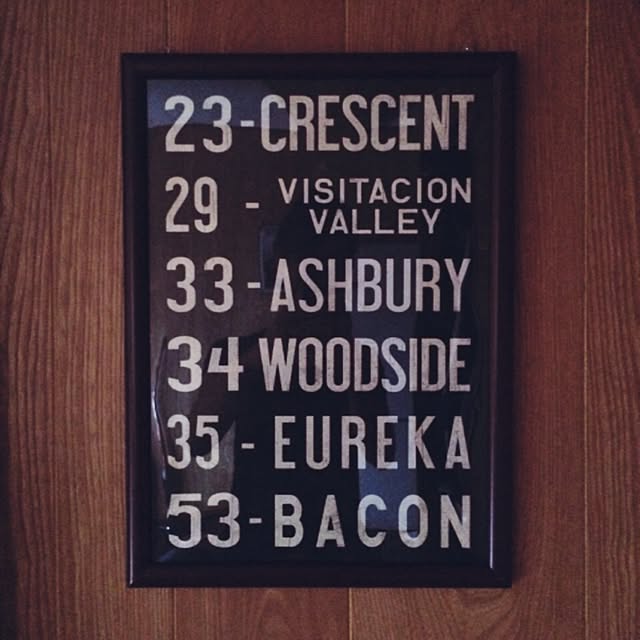 23-CRESCENT
29 - VISITACION
VALLEY
33-ASHBURY
34 WOODSIDE
35 - EUREKA
53-BACON